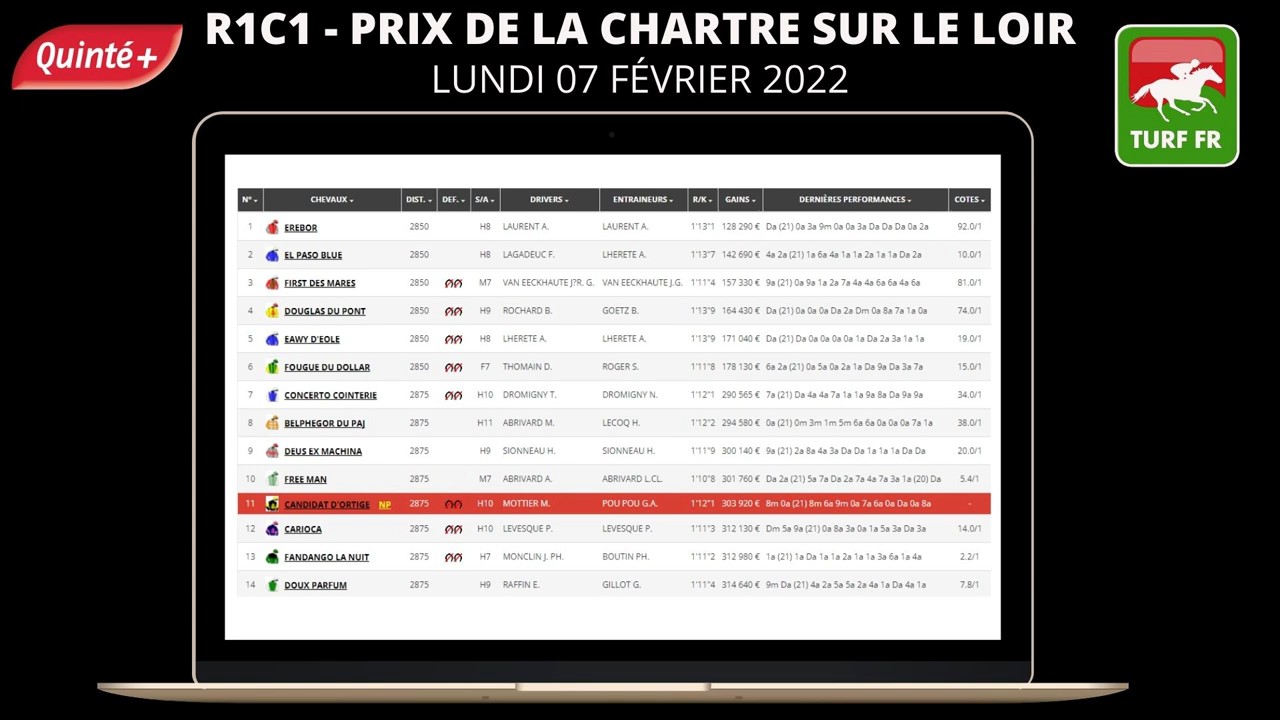 R1C1 - PRIX DE LA CHARTRE SUR LE LOIR
Quinté+
LUNDI 07 FÉVRIER 2022
TURF FR
N° CHEVAUX DIST. DEF. S/A DRIVERS ENTRAINEURS R/K GAINS DERNIÈRES PERFORMANCES COTES
1 EREBOR 2850 H8 LAURENT A. LAURENT A. 1'13"1 128 290 € Da (21) 0a 3a 9m 0a 0a 3a Da Da Da 0a 2a 92.0/1
2 EL PASO BLUE 2850 H8 LAGADEUC F. LHERETE A. 1'13"7 142 690 € 4a 2a (21) 1a 6a 4a 1a 1a 2a 1a 1a Da 2a 10.0/1
3 FIRST DES MARES 2850 M7 VAN EECKHAUTE J?R. G. VAN EECKHAUTE J.G. 1'11"4 157 330 € 9a (21) 0a 9a 1a 2a 7a 4a 4a 6a 6a 4a 6a 81.0/1
4 DOUGLAS DU PONT 2850 H9 ROCHARD B. GOETZ B. 1'13"9 164 430 € Da (21) 0a 0a 0a Da 2a Dm 0a 8a 7a 1a 0a 74.0/1
5 EAWY D'EOLE 2850 H8 LHERETE A. LHERETE A. 1'13"9 171 040 € Da (21) Da 0a 0a 0a 0a 1a Da 2a 3a 1a 1a 19.0/1
6 FOUGUE DU DOLLAR 2850 F7 THOMAIN D. ROGER S. 1'11"8 178 130 € 6a 2a (21) 0a 5a 0a 2a 1a Da 9a Da 3a 7a 15.0/1
7 CONCERTO COINTERIE 2875 H10 DROMIGNY T. DROMIGNY N. 1'12"1 290 565 € 7a (21) Da 4a 4a 7a 1a 1a 9a 8a Da 9a 9a 34.0/1
8 BELPHEGOR DU PAJ 2875 H11 ABRIVARD M. LECOQ H. 1'12"2 294 580 € 0a (21) 0m 3m 1m 5m 6a 6a 0a 0a 0a 7a 1a 38.0/1
9 DEUS EX MACHINA 2875 H9 SIONNEAU H. SIONNEAU H. 1'11"9 300 140 € 9a (21) 2a 8a 4a 3a Da Da 1a 1a 1a Da Da 20.0/1
10 FREE MAN 2875 M7 ABRIVARD A. ABRIVARD L.CL. 1'10"8 301 760 € Da 2a (21) 5a 7a Da 2a 7a 4a 7a 3a 1a (20) Da 5.4/1
11 CANDIDAT D'ORTIGE NP 2875 H10 MOTTIER M. POU POU G.A. 1'12"1 303 920 € 8m 0a (21) 8m 6a 9m 0a 7a 6a 0a Da 0a 8a -
12 CARIOCA 2875 H10 LEVESQUE P. LEVESQUE P. 1'11"3 312 130 € Dm 5a 9a (21) 0a 8a 3a 0a 1a 5a 3a Da 3a 14.0/1
13 FANDANGO LA NUIT 2875 H7 MONCLIN J. PH. BOUTIN PH. 1'11"2 312 980 € 1a (21) 1a Da 1a 1a 2a 1a 1a 3a 6a 1a 4a 2.2/1
14 DOUX PARFUM 2875 H9 RAFFIN E. GILLOT G. 1'11"4 314 640 € 9m Da (21) 4a 2a 5a 5a 2a 4a 1a Da 4a 1a 7.8/1